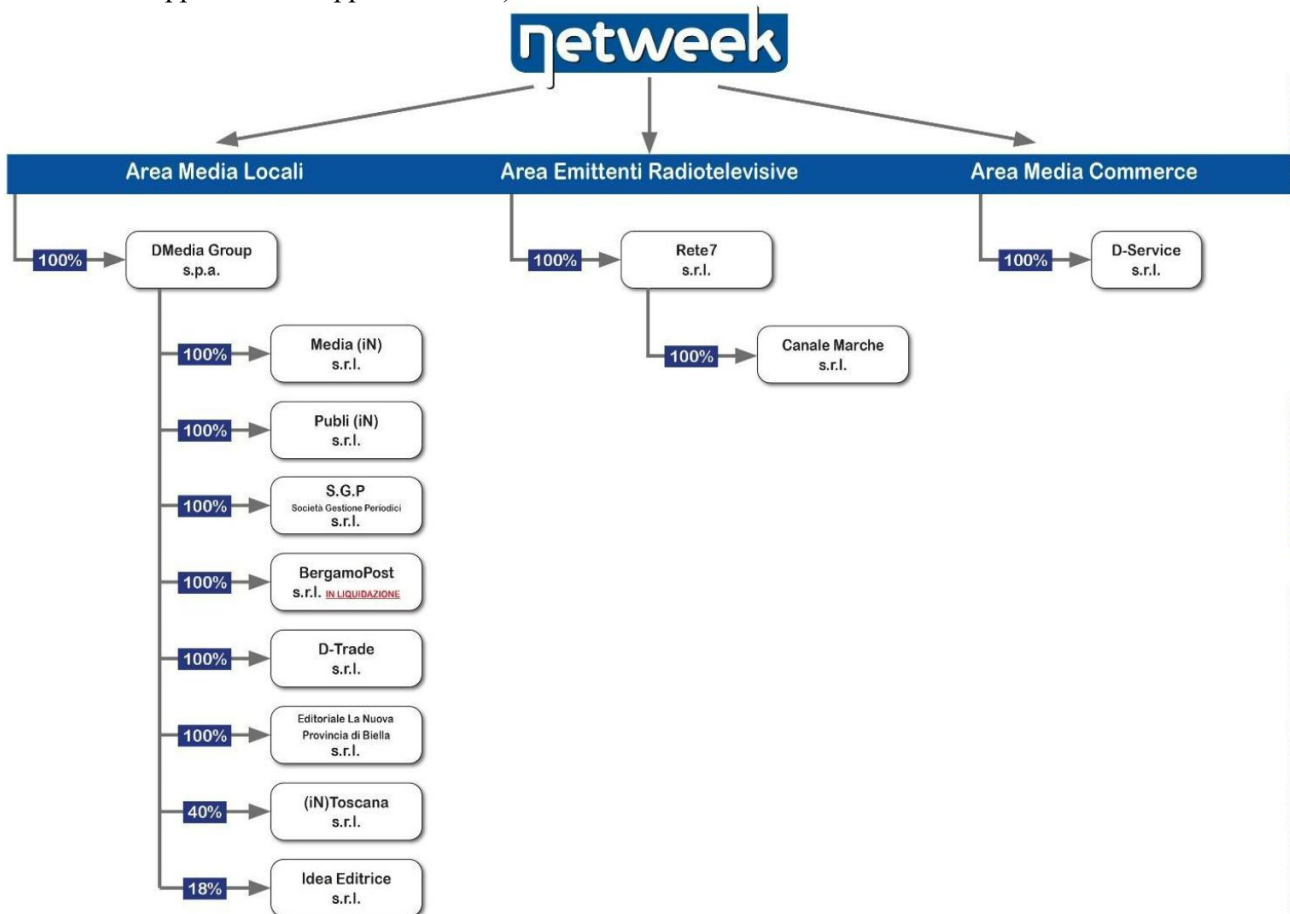 netweek
Area Media Locali
Area Emittenti Radiotelevisive
Area Media Commerce
100%
DMedia Group
s.p.a.
100%
Rete7
s.r.l.
100%
D-Service
s.r.l.
100%
Media (iN)
s.r.l.
100%
Canale Marche
s.r.l.
100%
Publi (iN)
s.r.l.
100%
S.G.P
Società Gestione Periodici
s.r.l.
100%
BergamoPost
s.r.l. IN LIQUIDAZIONE
100%
D-Trade
s.r.l.
100%
Editoriale La Nuova
Provincia di Biella
s.r.l.
40%
(iN)Toscana
s.r.l.
18%
Idea Editrice
s.r.l.